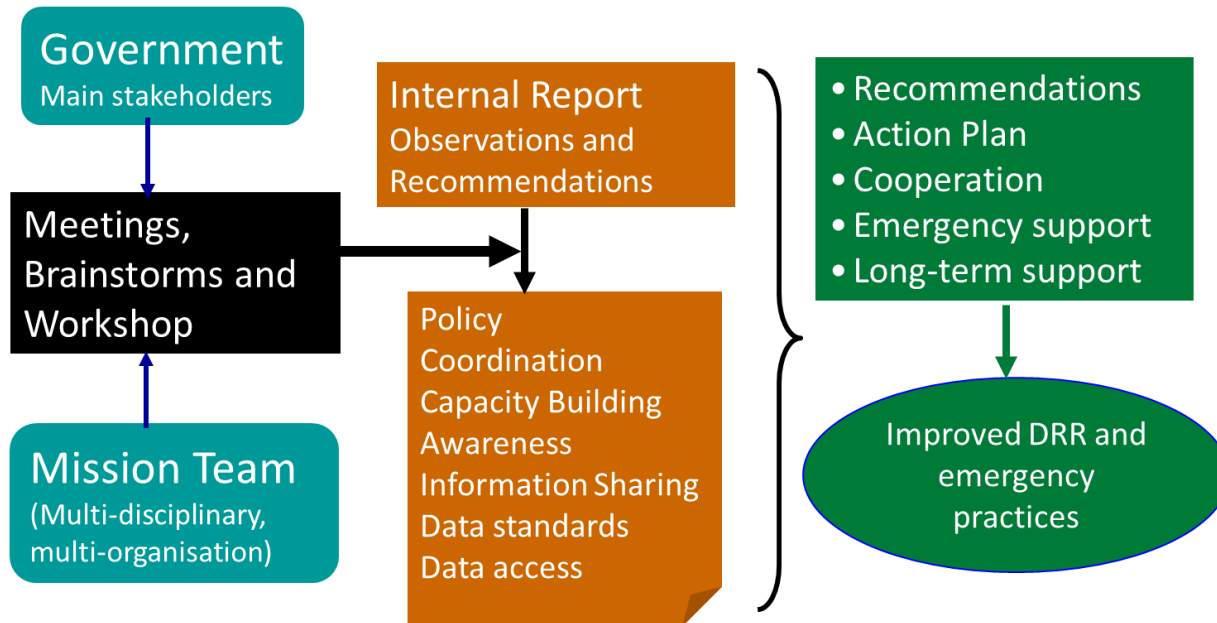 Government
Main stakeholders
Meetings,
Brainstorms and
Workshop
Mission Team
(Multi-disciplinary,
multi-organisation)
Internal Report
Observations and
Recommendations
Policy
Coordination
Capacity Building
Awareness
Information Sharing
Data standards
Data access
• Recommendations
• Action Plan
• Cooperation
• Emergency support
• Long-term support
Improved DRR and
emergency
practices